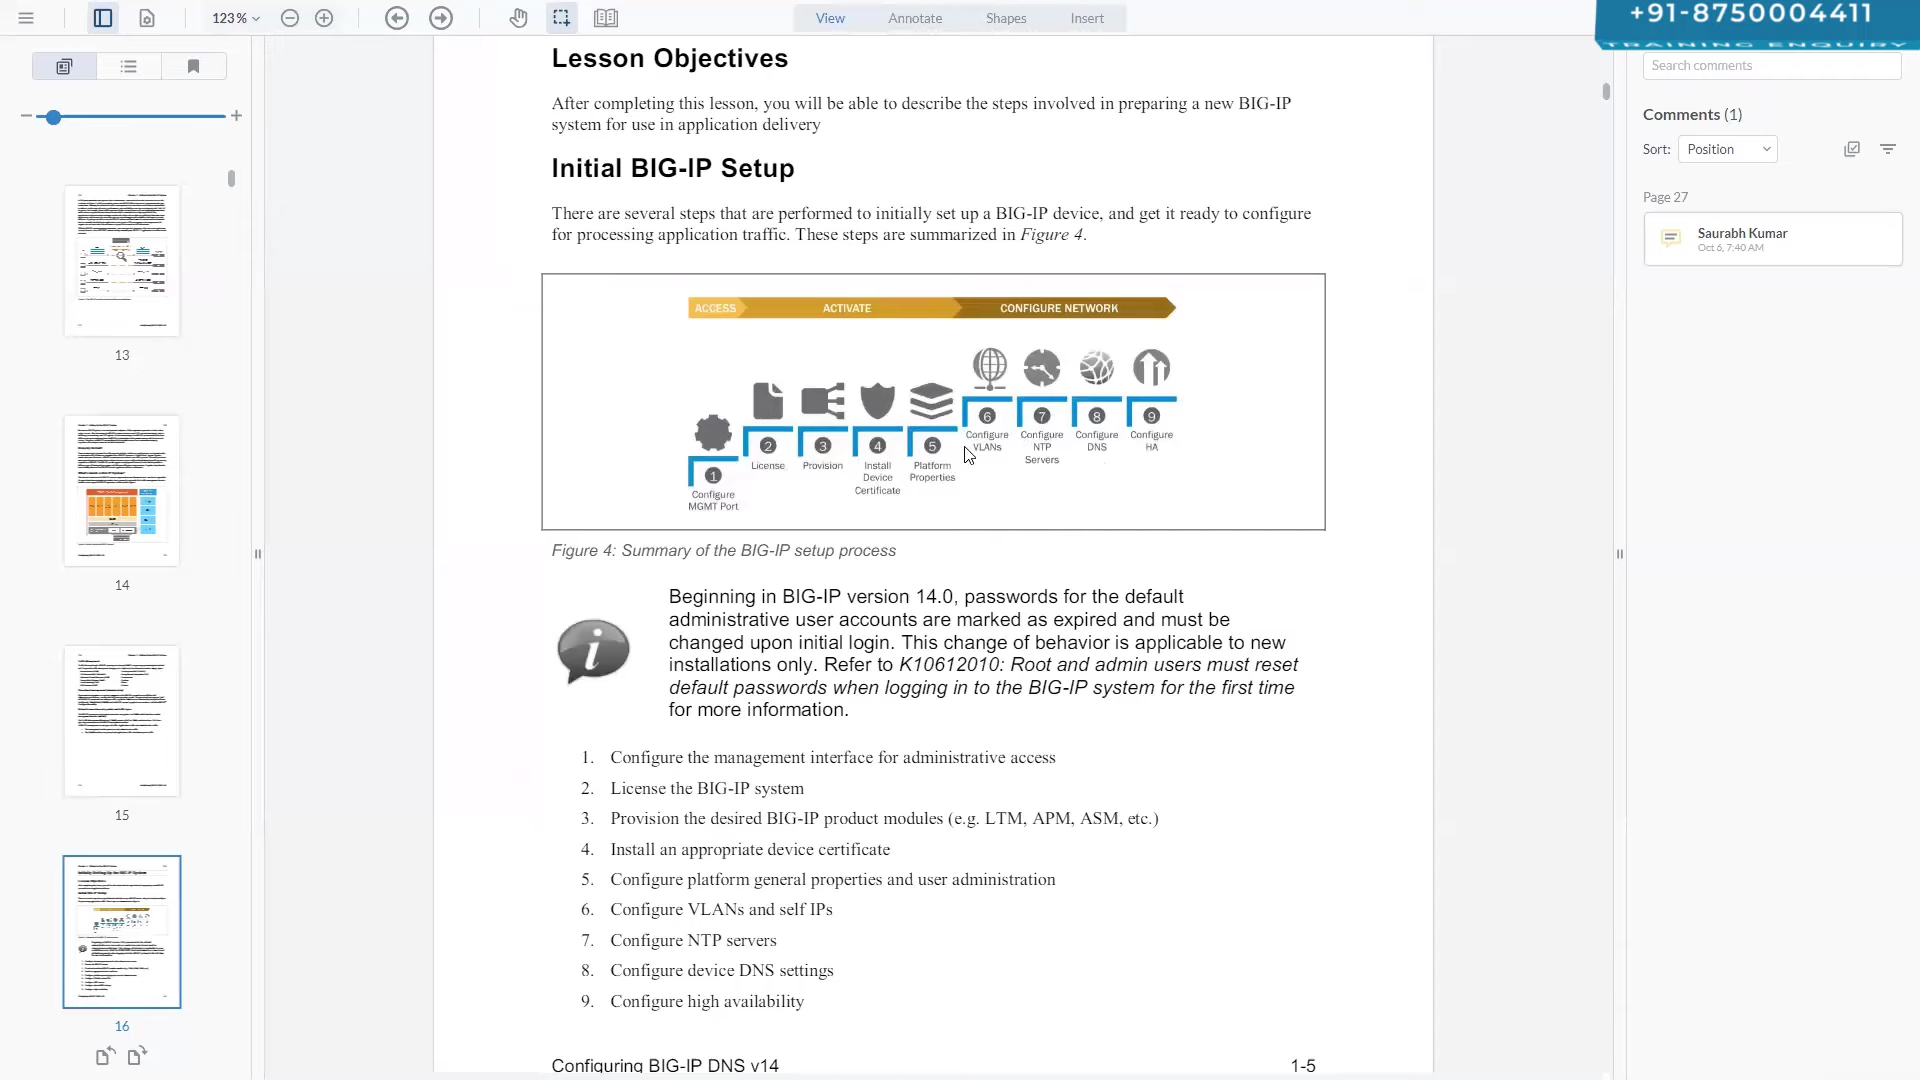 123%
View
Annotate
Shapes
Insert
+91-8750004411
TRAINING ENQUIRY
Search comments
Comments (1)
Sort:
Position
Page 27
Saurabh Kumar
Oct 6, 7:40 AM
13
14
15
16
Lesson Objectives
After completing this lesson, you will be able to describe the steps involved in preparing a new BIG-IP
system for use in application delivery
Initial BIG-IP Setup
There are several steps that are performed to initially set up a BIG-IP device, and get it ready to configure
for processing application traffic. These steps are summarized in Figure 4.
ACCESS
ACTIVATE
CONFIGURE NETWORK
1
Configure
MGMT Port
2
License
3
Provision
4
Install
Device
Certificate
5
Platform
Properties
6
Configure
VLANs
7
Configure
NTP
Servers
8
Configure
DNS
9
Configure
HA
Figure 4: Summary of the BIG-IP setup process
Beginning in BIG-IP version 14.0, passwords for the default
administrative user accounts are marked as expired and must be
changed upon initial login. This change of behavior is applicable to new
installations only. Refer to K10612010: Root and admin users must reset
default passwords when logging in to the BIG-IP system for the first time
for more information.
1. Configure the management interface for administrative access
2. License the BIG-IP system
3. Provision the desired BIG-IP product modules (e.g. LTM, APM, ASM, etc.)
4. Install an appropriate device certificate
5. Configure platform general properties and user administration
6. Configure VLANs and self IPs
7. Configure NTP servers
8. Configure device DNS settings
9. Configure high availability
Configuring BIG-IP DNS v14
1-5